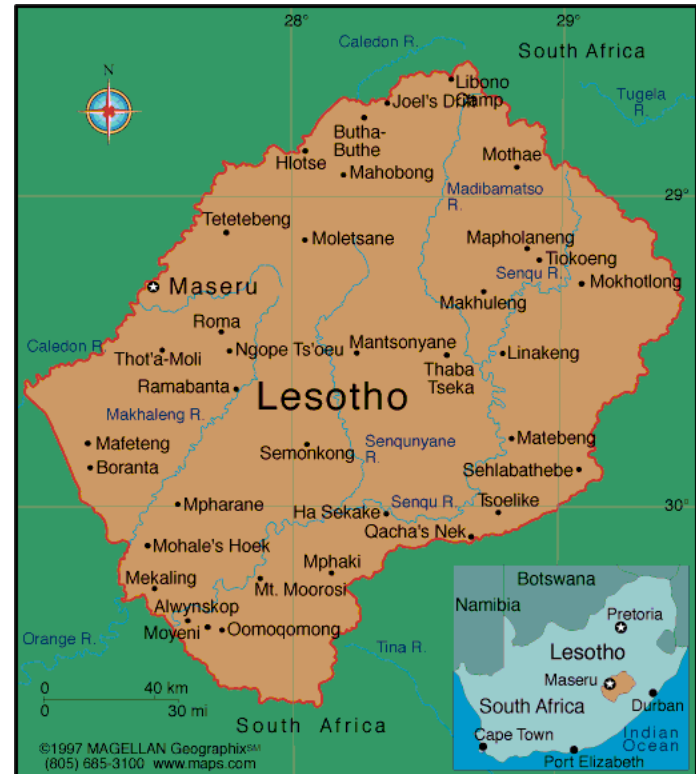 28°
29°
Caledon R.
South Africa
N
Libono
Camp
Joel's Drift
Tugela
R.
Butha-
Buthe
Hlotse
Mothae
Mahobong
29°
Madibamatso
R.
Tetetebeng
Moletsane
Mapholaneng
Tlokoeng
Senqu R.
Mokhotlong
Maseru
Makhuleng
Roma
Caledon R.
Thot'a-Moli
Ngope Ts'oeu
Mantsonyane
Linakeng
Thaba
Tseka
Ramabanta
Lesotho
Makhaleng R.
Mafeteng
Senqunyane
R.
Matebeng
Semonkong
Boranta
Sehlabathebe
Mpharane
Senqu R.
Tsoelike
30°
Ha Sekake
Qacha's Nek
Mohale's Hoek
Mphaki
Mekaling
Mt. Moorosi
Alwynskop
Moyeni
Oomoqomong
Orange R.
Tina R.
0 40 km
0 30 mi
South Africa
©1997 MAGELLAN Geographix℠
(805) 685-3100 www.maps.com
Botswana
Namibia
Pretoria
Lesotho
Maseru
South Africa
Durban
Cape Town
Indian
Ocean
Port Elizabeth